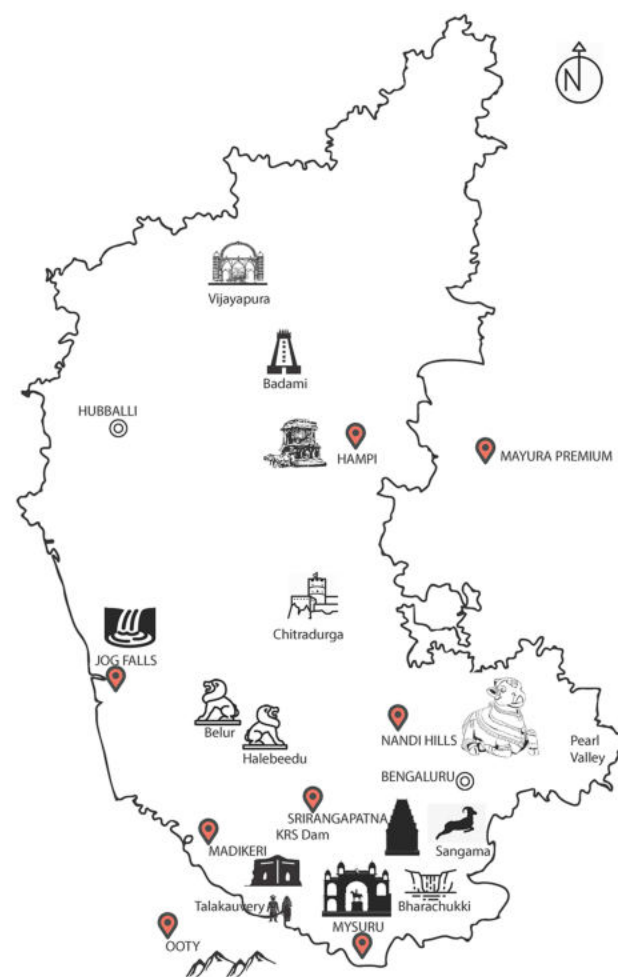 N
Vijayapura
Badami
HUBBALLI
HAMPI
MAYURA PREMIUM
Chitradurga
JOG FALLS
Belur
Halebeedu
NANDI HILLS
Pearl
Valley
BENGALURU
SRIRANGAPATNA
KRS Dam
MADIKERI
Sangama
Talakauvery
Bharachukki
MYSURU
OOTY